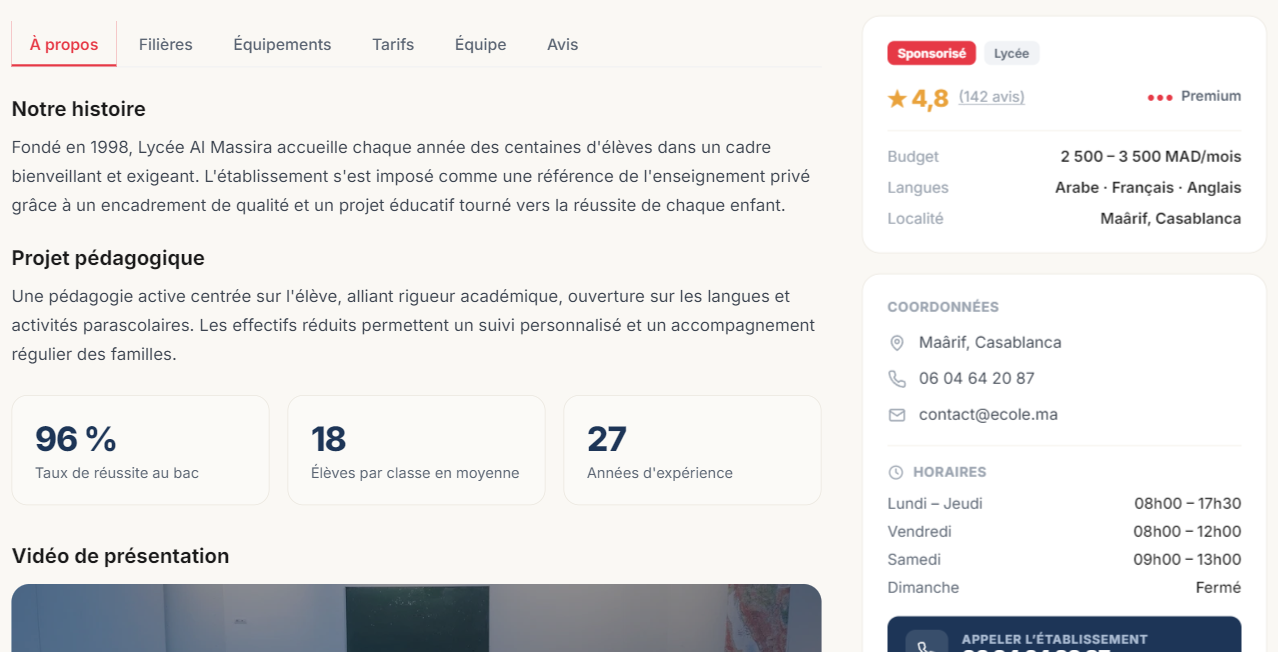 À propos
Filières
Équipements
Tarifs
Équipe
Avis
Notre histoire
Fondé en 1998, Lycée Al Massira accueille chaque année des centaines d'élèves dans un cadre
bienveillant et exigeant. L'établissement s'est imposé comme une référence de l'enseignement privé
grâce à un encadrement de qualité et un projet éducatif tourné vers la réussite de chaque enfant.
Projet pédagogique
Une pédagogie active centrée sur l'élève, alliant rigueur académique, ouverture sur les langues et
activités parascolaires. Les effectifs réduits permettent un suivi personnalisé et un accompagnement
régulier des familles.
96 %
Taux de réussite au bac
18
Élèves par classe en moyenne
27
Années d'expérience
Vidéo de présentation
Sponsorisé
Lycée
4,8 (142 avis)
Premium
Budget 2 500 – 3 500 MAD/mois
Langues Arabe · Français · Anglais
Localité Maârif, Casablanca
COORDONNÉES
Maârif, Casablanca
06 04 64 20 87
contact@ecole.ma
HORAIRES
Lundi – Jeudi 08h00 – 17h30
Vendredi 08h00 – 12h00
Samedi 09h00 – 13h00
Dimanche Fermé
APPELER L'ÉTABLISSEMENT